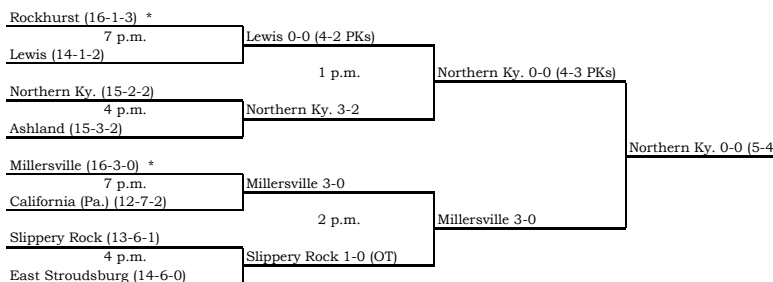 Rockhurst (16-1-3) *
7 p.m.
Lewis (14-1-2)
Lewis 0-0 (4-2 PKs)
1 p.m.
Northern Ky. 0-0 (4-3 PKs)
Northern Ky. (15-2-2)
4 p.m.
Ashland (15-3-2)
Northern Ky. 3-2
Northern Ky. 0-0 (5-4
Millersville (16-3-0) *
7 p.m.
California (Pa.) (12-7-2)
Millersville 3-0
2 p.m.
Millersville 3-0
Slippery Rock (13-6-1)
4 p.m.
East Stroudsburg (14-6-0)
Slippery Rock 1-0 (OT)